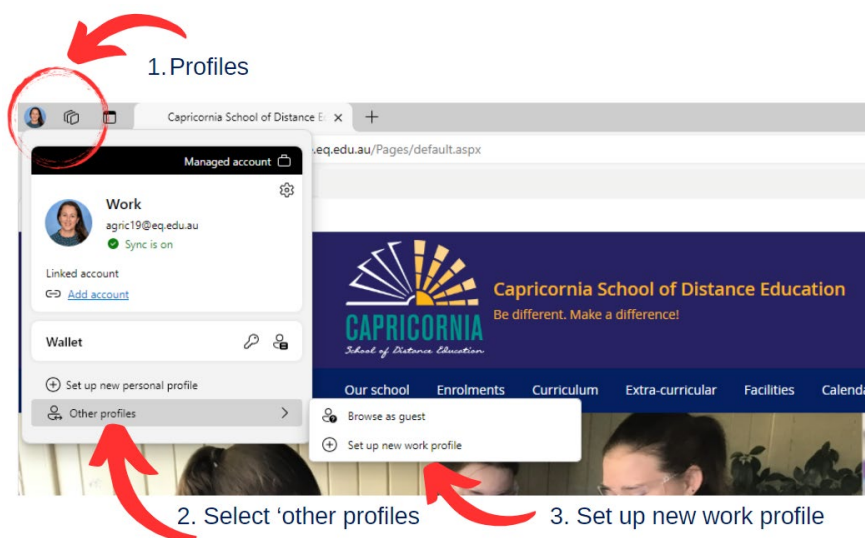 1. Profiles
Capricornia School of Distance E
.eq.edu.au/Pages/default.aspx
Managed account
Work
agric19@eq.edu.au
Sync is on
Linked account
Add account
Wallet
Set up new personal profile
Other profiles
Browse as guest
Set up new work profile
CAPRICORNIA
School of Distance Education
Capricornia School of Distance Education
Be different. Make a difference!
Our school Enrolments Curriculum Extra-curricular Facilities Calenda
2. Select ‘other profiles
3. Set up new work profile